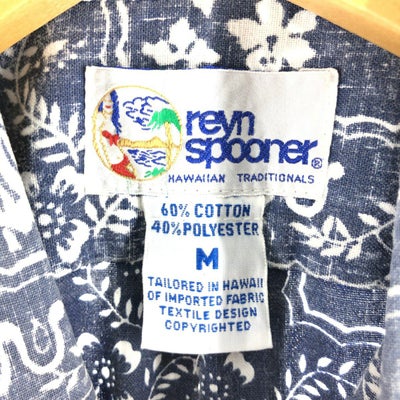 reyn
spooner®
HAWAIIAN TRADITIONALS
60% COTTON
40% POLYESTER
M
TAILORED IN HAWAII
OF IMPORTED FABRIC
TEXTILE DESIGN
COPYRIGHTED